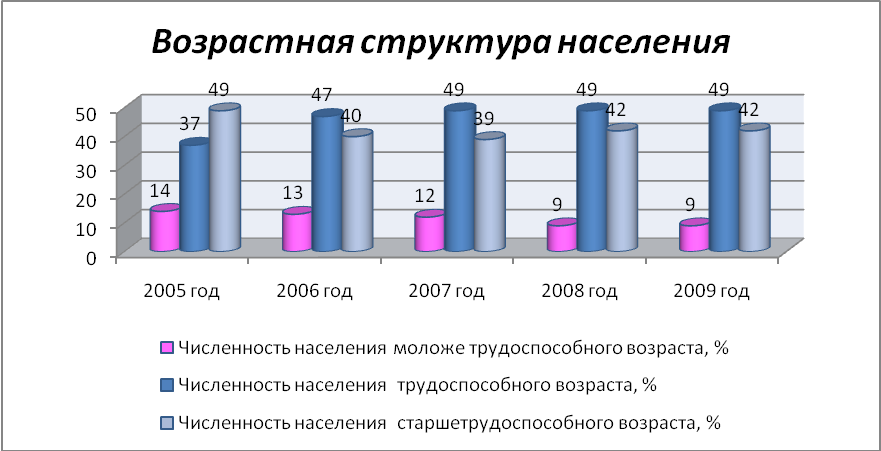 Возрастная структура населения
49 47 49 49 49
37 40 39 42 42
14 13 12 9 9
50
40
30
20
10
0
2005 год 2006 год 2007 год 2008 год 2009 год
Численность населения моложе трудоспособного возраста, %
Численность населения трудоспособного возраста, %
Численность населения старшетрудоспособного возраста, %